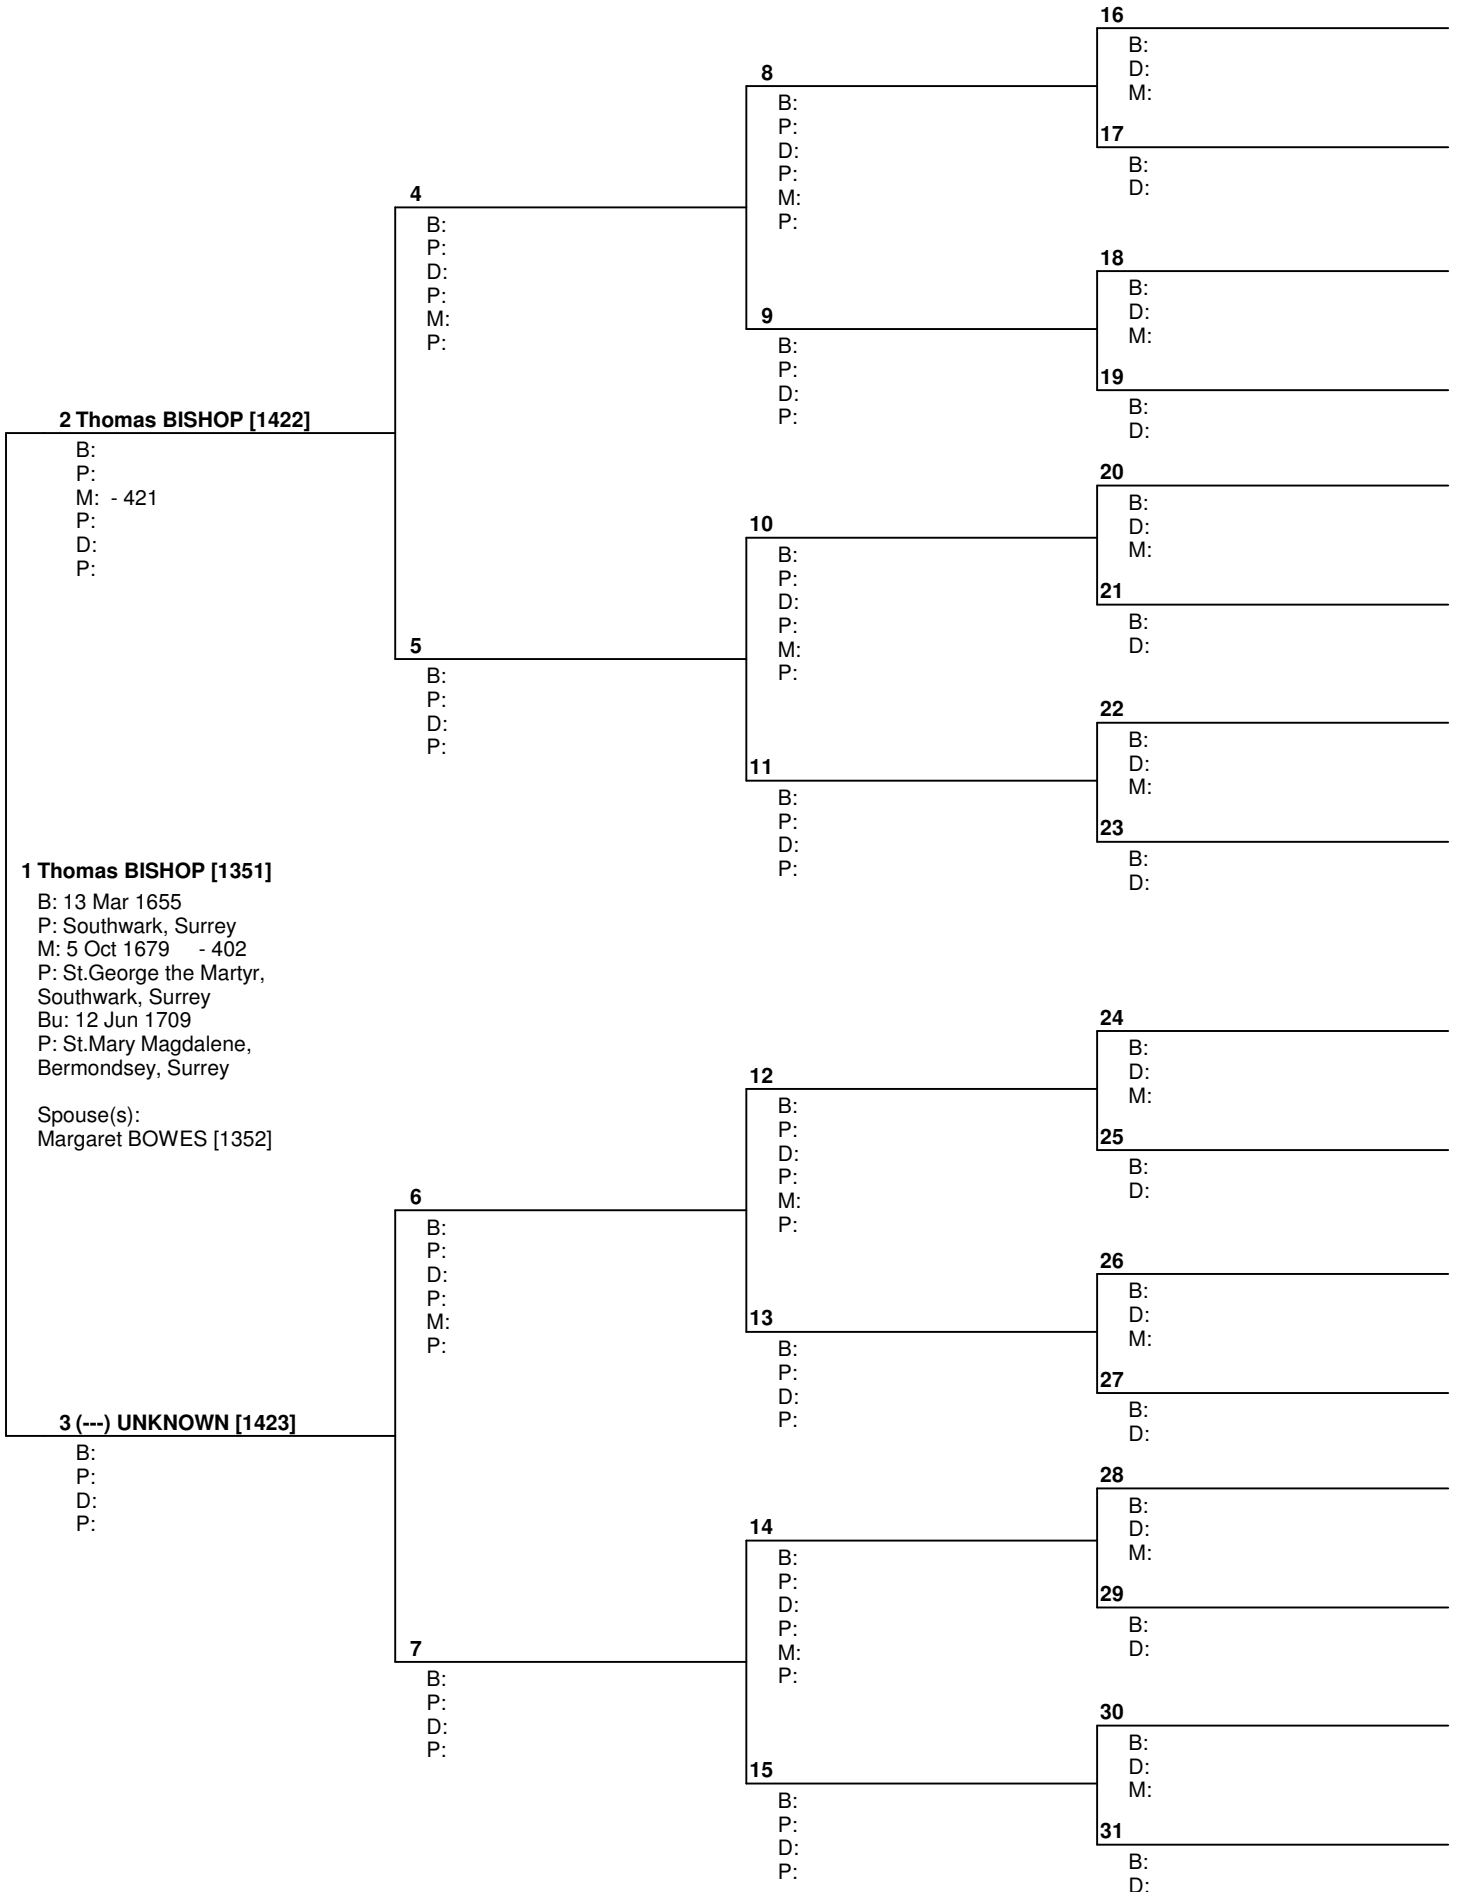 16
B:
D:
M:
8
B:
P:
D:
P:
M:
P:
17
B:
D:
4
B:
P:
D:
P:
M:
P:
18
B:
D:
M:
9
B:
P:
D:
P:
19
B:
D:
2 Thomas BISHOP [1422]
B:
P:
M: - 421
P:
D:
P:
20
B:
D:
M:
10
B:
P:
D:
P:
M:
P:
21
B:
D:
5
B:
P:
D:
P:
22
B:
D:
M:
11
B:
P:
D:
P:
23
B:
D:
1 Thomas BISHOP [1351]
B: 13 Mar 1655
P: Southwark, Surrey
M: 5 Oct 1679 - 402
P: St.George the Martyr,
Southwark, Surrey
Bu: 12 Jun 1709
P: St.Mary Magdalene,
Bermondsey, Surrey
Spouse(s):
Margaret BOWES [1352]
24
B:
D:
M:
12
B:
P:
D:
P:
M:
P:
25
B:
D:
6
B:
P:
D:
P:
M:
P:
26
B:
D:
M:
13
B:
P:
D:
P:
27
B:
D:
3 (---) UNKNOWN [1423]
B:
P:
D:
P:
28
B:
D:
M:
14
B:
P:
D:
P:
M:
P:
29
B:
D:
7
B:
P:
D:
P:
30
B:
D:
M:
15
B:
P:
D:
P:
31
B:
D: